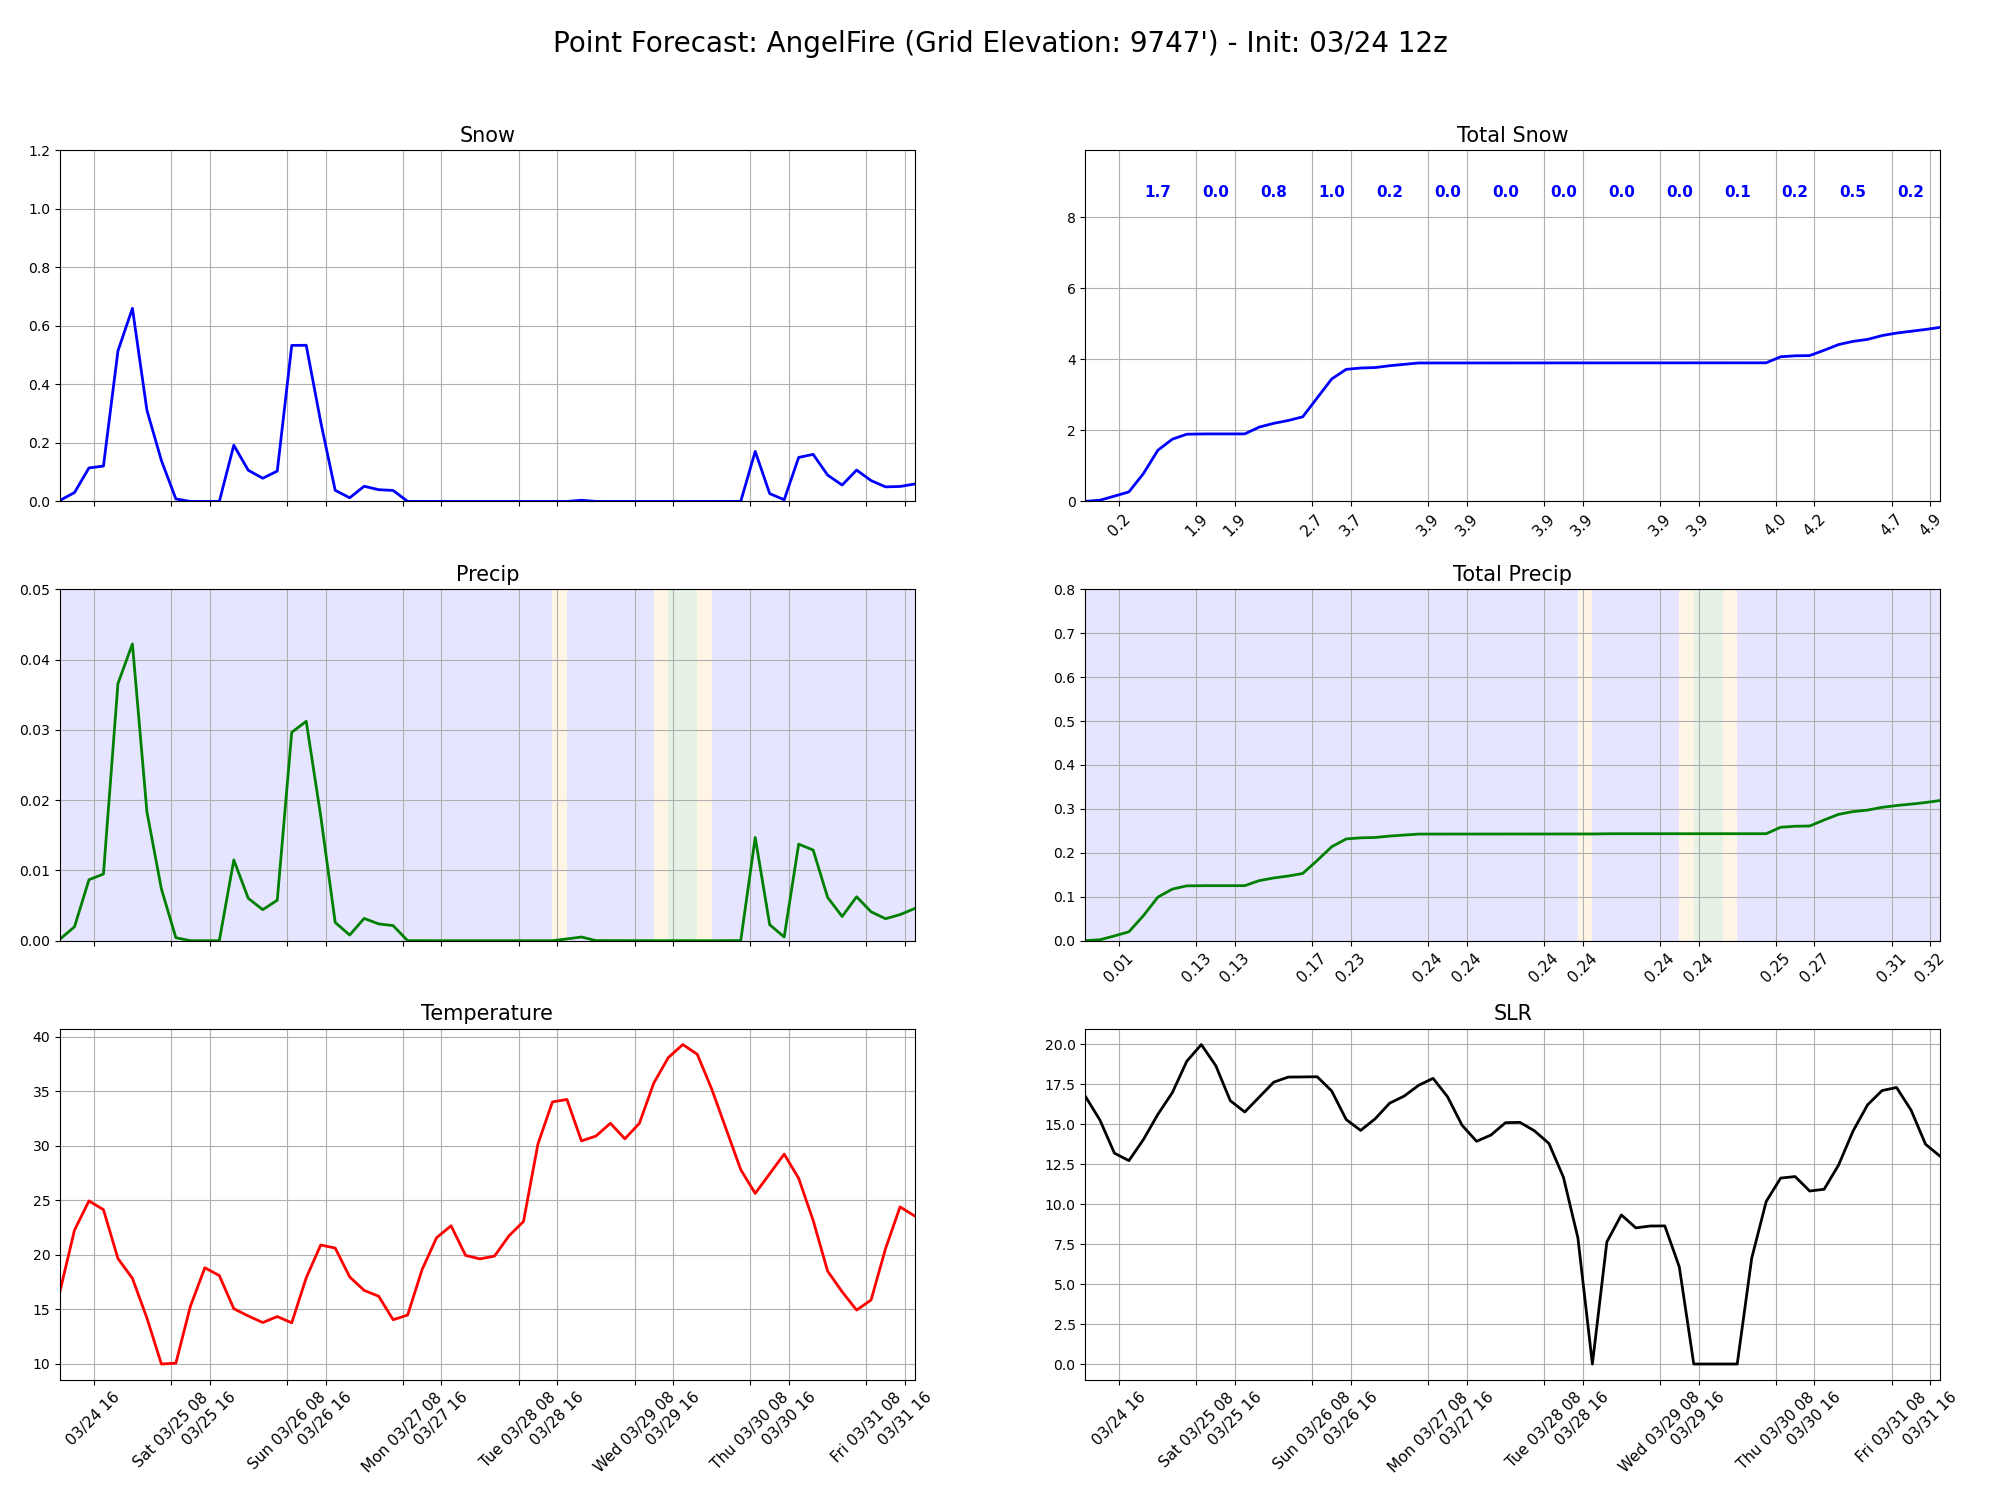 Point Forecast: AngelFire (Grid Elevation: 9747') - Init: 03/24 12z
Snow
1.2
1.0
0.8
0.6
0.4
0.2
0.0
Total Snow
1.7 0.0 0.8 1.0 0.2 0.0 0.0 0.0 0.0 0.0 0.1 0.2 0.5 0.2
8
6
4
2
0
0.2 1.9 1.9 2.7 3.7 3.9 3.9 3.9 3.9 3.9 3.9 4.0 4.2 4.7 4.9
Precip
0.05
0.04
0.03
0.02
0.01
0.00
Total Precip
0.8
0.7
0.6
0.5
0.4
0.3
0.2
0.1
0.0
0.01 0.13 0.13 0.17 0.23 0.24 0.24 0.24 0.24 0.24 0.24 0.25 0.27 0.31 0.32
Temperature
40
35
30
25
20
15
10
03/24 16
Sat 03/25 08
03/25 16
Sun 03/26 08
03/26 16
Mon 03/27 08
03/27 16
Tue 03/28 08
03/28 16
Wed 03/29 08
03/29 16
Thu 03/30 08
03/30 16
Fri 03/31 08
03/31 16
SLR
20.0
17.5
15.0
12.5
10.0
7.5
5.0
2.5
0.0
03/24 16
Sat 03/25 08
03/25 16
Sun 03/26 08
03/26 16
Mon 03/27 08
03/27 16
Tue 03/28 08
03/28 16
Wed 03/29 08
03/29 16
Thu 03/30 08
03/30 16
Fri 03/31 08
03/31 16